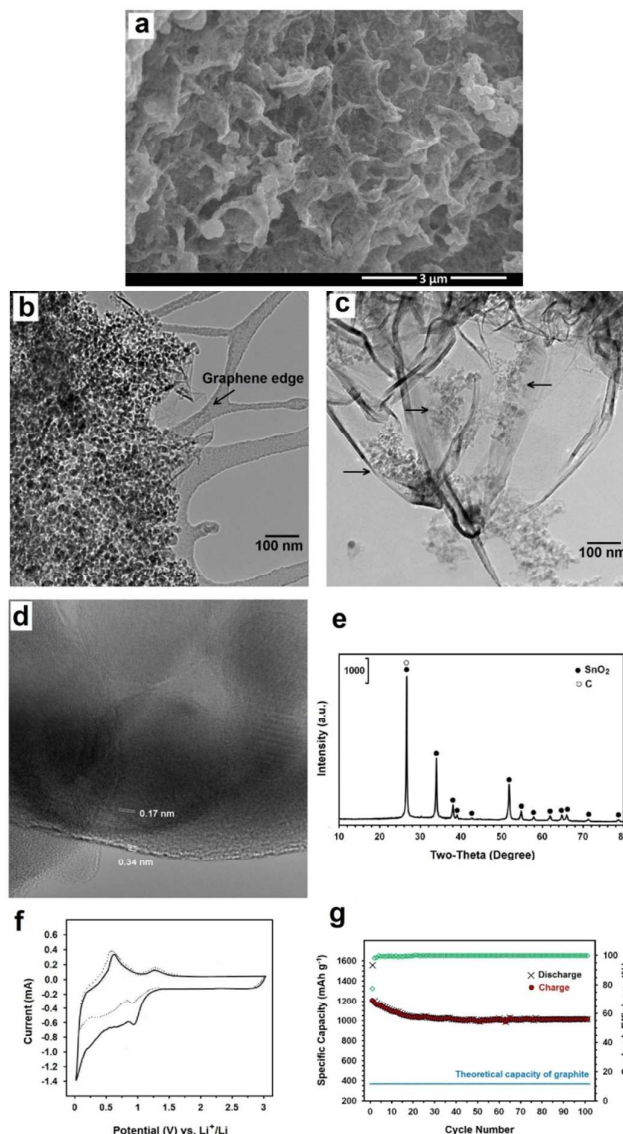 a
3 µm
b
Graphene edge
100 nm
c
100 nm
d
0.17 nm
0.34 nm
e
1000
● SnO₂
○ C
Intensity (a.u.)
10 20 30 40 50 60 70 80
Two-Theta (Degree)
f
Current (mA)
0.6
0.4
0.2
0.0
-0.2
-0.4
-0.6
-0.8
-1.0
-1.2
-1.4
0 0.5 1 1.5 2 2.5 3
Potential (V) vs. Li⁺/Li
g
Specific Capacity (mAh g⁻¹)
1600
1400
1200
1000
800
600
400
200
× Discharge
● Charge
Theoretical capacity of graphite
100
80
60
40
20
0
0 10 20 30 40 50 60 70 80 90 100
Cycle Number